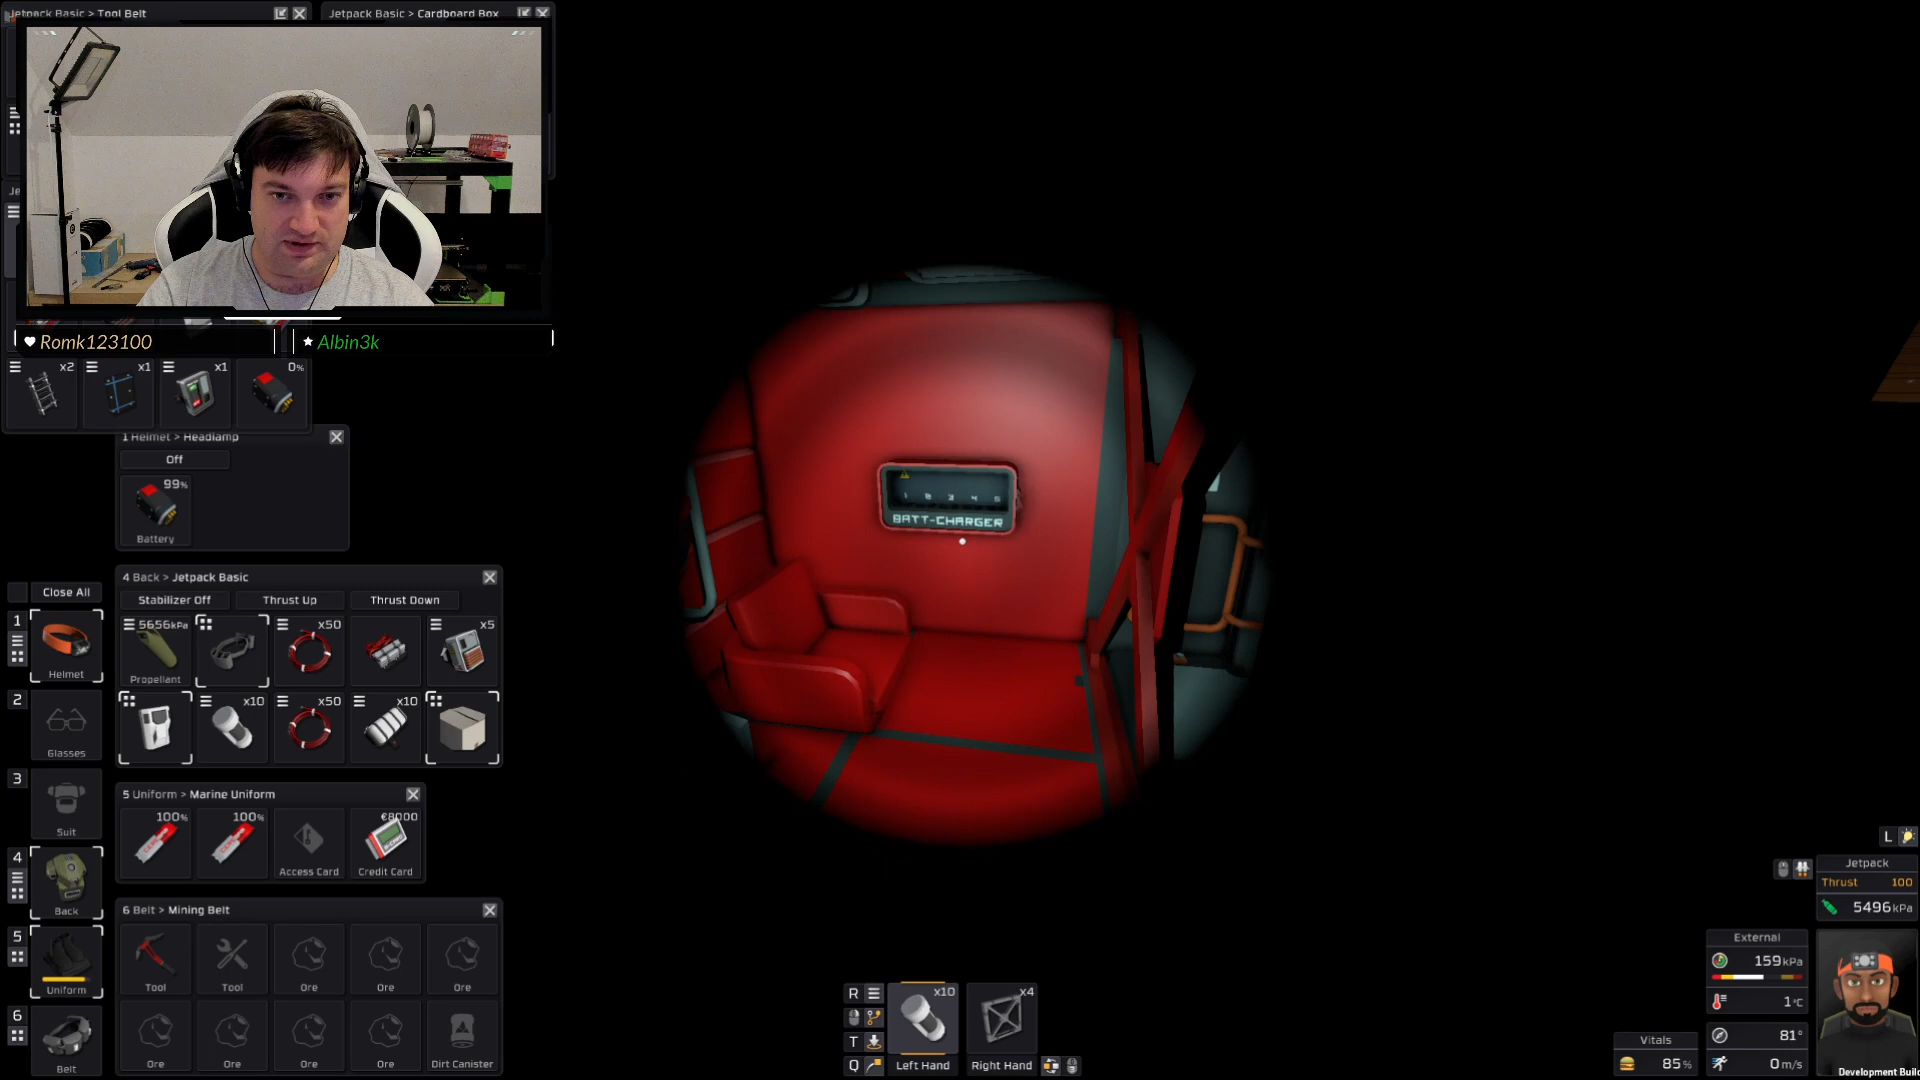 Jetpack Basic > Tool Belt
Jetpack Basic > Cardboard Box
Romk123100
Albin3k
x2
x1
x1
0%
1 Helmet > Headlamp
Off
99%
Battery
Close All
1
Helmet
2
Glasses
3
Suit
4
Back
5
Uniform
6
Belt
4 Back > Jetpack Basic
Stabilizer Off
Thrust Up
Thrust Down
5656kPa
x50
x5
Propellant
x10
x50
x10
5 Uniform > Marine Uniform
100%
100%
€8000
Access Card
Credit Card
6 Belt > Mining Belt
Tool
Tool
Ore
Ore
Ore
Ore
Ore
Ore
Ore
Dirt Canister
1 2 3 4 5
BATT-CHARGER
R
x10
x4
T
Q
Left Hand
Right Hand
L
Jetpack
Thrust 100
5496kPa
External
159kPa
1°C
81°
0m/s
Vitals
85%
Development Build